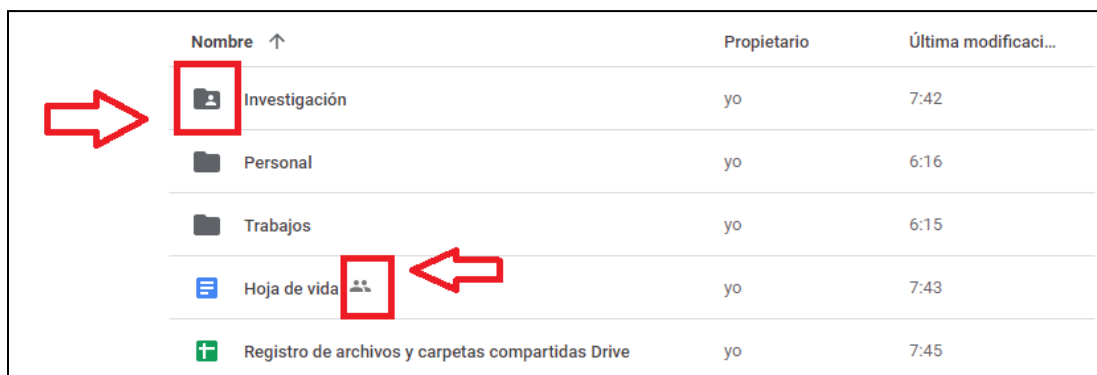 Nombre ↑ Propietario Última modificaci...
Investigación yo 7:42
Personal yo 6:16
Trabajos yo 6:15
Hoja de vida yo 7:43
Registro de archivos y carpetas compartidas Drive yo 7:45